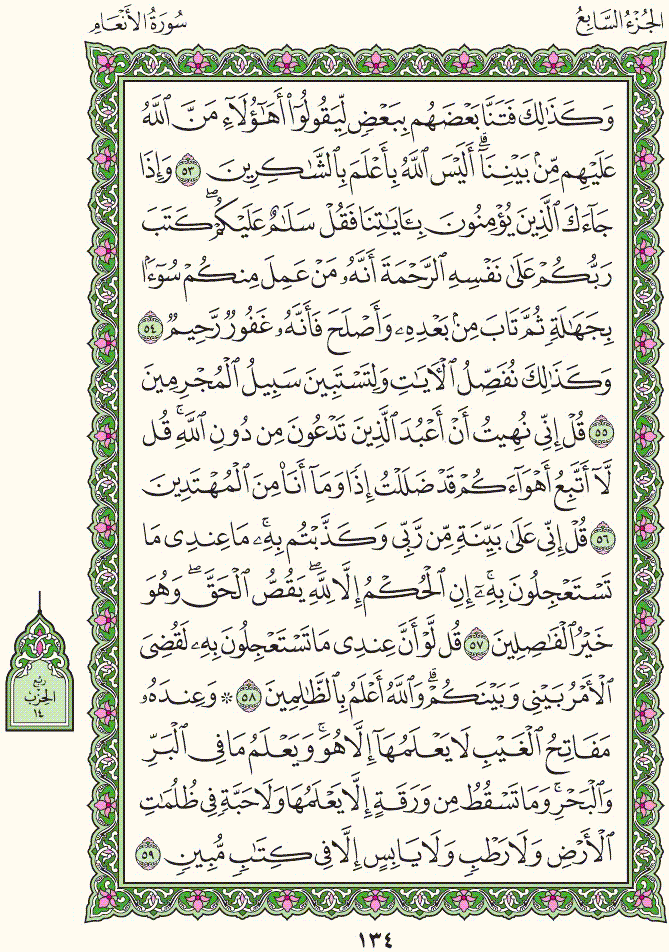 الجُزْءُ السَّابِعُ
سُورَةُ الأَنْعَامِ
وَكَذَٰلِكَ فَتَنَّا بَعْضَهُم بِبَعْضٍ لِّيَقُولُوٓا۟ أَهَٰٓؤُلَآءِ مَنَّ ٱللَّهُ
عَلَيْهِم مِّنۢ بَيْنِنَآ ۗ أَلَيْسَ ٱللَّهُ بِأَعْلَمَ بِٱلشَّٰكِرِينَ ٥٣ وَإِذَا
جَآءَكَ ٱلَّذِينَ يُؤْمِنُونَ بِـَٔايَٰتِنَا فَقُلْ سَلَٰمٌ عَلَيْكُمْ ۖ كَتَبَ
رَبُّكُمْ عَلَىٰ نَفْسِهِ ٱلرَّحْمَةَ ۖ أَنَّهُۥ مَنْ عَمِلَ مِنكُمْ سُوٓءًۢا
بِجَهَٰلَةٍ ثُمَّ تَابَ مِنۢ بَعْدِهِۦ وَأَصْلَحَ فَأَنَّهُۥ غَفُورٌ رَّحِيمٌ ٥٤
وَكَذَٰلِكَ نُفَصِّلُ ٱلْـَٔايَٰتِ وَلِتَسْتَبِينَ سَبِيلُ ٱلْمُجْرِمِينَ
٥٥ قُلْ إِنِّى نُهِيتُ أَنْ أَعْبُدَ ٱلَّذِينَ تَدْعُونَ مِن دُونِ ٱللَّهِ ۚ قُل
لَّآ أَتَّبِعُ أَهْوَآءَكُمْ ۙ قَدْ ضَلَلْتُ إِذًا وَمَآ أَنَا۠ مِنَ ٱلْمُهْتَدِينَ
٥٦ قُلْ إِنِّى عَلَىٰ بَيِّنَةٍ مِّن رَّبِّى وَكَذَّبْتُم بِهِۦ ۚ مَا عِندِى مَا
تَسْتَعْجِلُونَ بِهِۦٓ ۚ إِنِ ٱلْحُكْمُ إِلَّا لِلَّهِ ۖ يَقُصُّ ٱلْحَقَّ ۖ وَهُوَ
خَيْرُ ٱلْفَٰصِلِينَ ٥٧ قُل لَّوْ أَنَّ عِندِى مَا تَسْتَعْجِلُونَ بِهِۦ لَقُضِىَ
ٱلْأَمْرُ بَيْنِى وَبَيْنَكُمْ ۗ وَٱللَّهُ أَعْلَمُ بِٱلظَّٰلِمِينَ ٥٨ ۞ وَعِندَهُۥ
مَفَاتِحُ ٱلْغَيْبِ لَا يَعْلَمُهَآ إِلَّا هُوَ ۚ وَيَعْلَمُ مَا فِى ٱلْبَرِّ
وَٱلْبَحْرِ ۚ وَمَا تَسْقُطُ مِن وَرَقَةٍ إِلَّا يَعْلَمُهَا وَلَا حَبَّةٍ فِى ظُلُمَٰتِ
ٱلْأَرْضِ وَلَا رَطْبٍ وَلَا يَابِسٍ إِلَّا فِى كِتَٰبٍ مُّبِينٍ ٥٩
ربع
الحزب
١٤
١٣٤